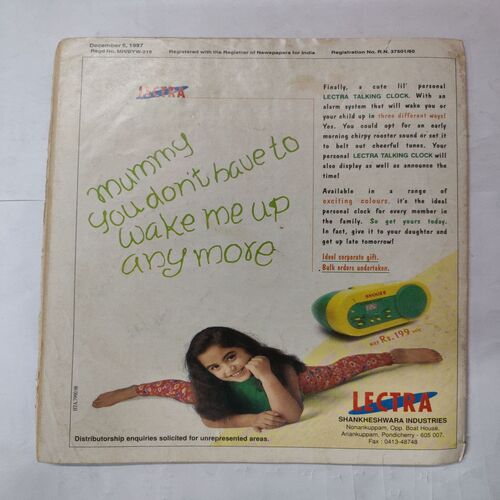 December 5, 1997
Regd No. MH/BYW-215 Registered with the Registrar of Newspapers for India Registration No. R.N. 37501/60
LECTRA
mummy
you don't have to
wake me up
any more
Finally, a cute lil' personal
LECTRA TALKING CLOCK. With an
alarm system that will wake you or
your child up in three different ways!
Yes. You could opt for an early
morning chirpy rooster sound or set it
to belt out cheerful tunes. Your
personal LECTRA TALKING CLOCK will
also display as well as announce the
time!
Available in a range of
exciting colours, it's the ideal
personal clock for every member in
the family. So get yours today.
In fact, give it to your daughter and
get up late tomorrow!
Ideal corporate gift.
Bulk orders undertaken.
MRP Rs.199
LECTRA
SHANKHESHWARA INDUSTRIES
Nonankuppam, Opp. Boat House,
Ariankuppam, Pondicherry - 605 007.
Fax : 0413-48748
Distributorship enquiries solicited for unrepresented areas.